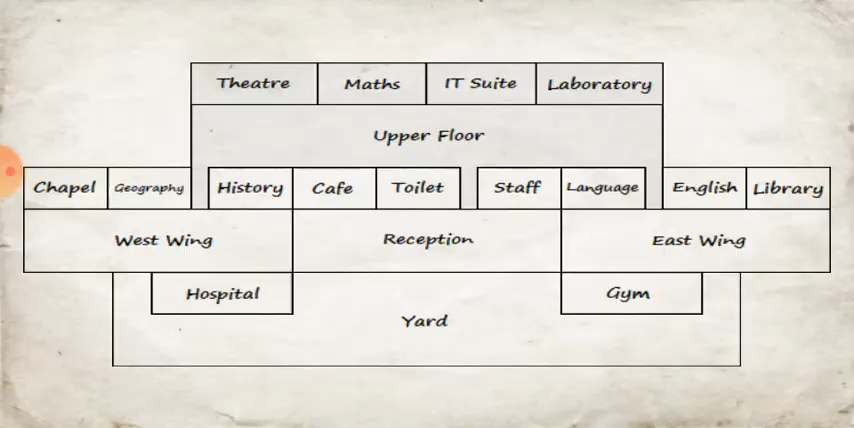 Theatre Maths IT Suite Laboratory
Upper Floor
Chapel Geography History Cafe Toilet Staff Language English Library
West Wing Reception East Wing
Hospital Gym
Yard